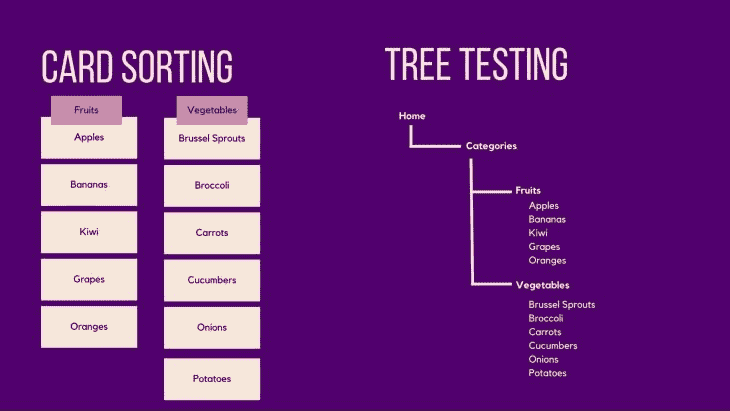 CARD SORTING
Fruits
Apples
Bananas
Kiwi
Grapes
Oranges
Vegetables
Brussel Sprouts
Broccoli
Carrots
Cucumbers
Onions
Potatoes
TREE TESTING
Home
Categories
Fruits
Apples
Bananas
Kiwi
Grapes
Oranges
Vegetables
Brussel Sprouts
Broccoli
Carrots
Cucumbers
Onions
Potatoes